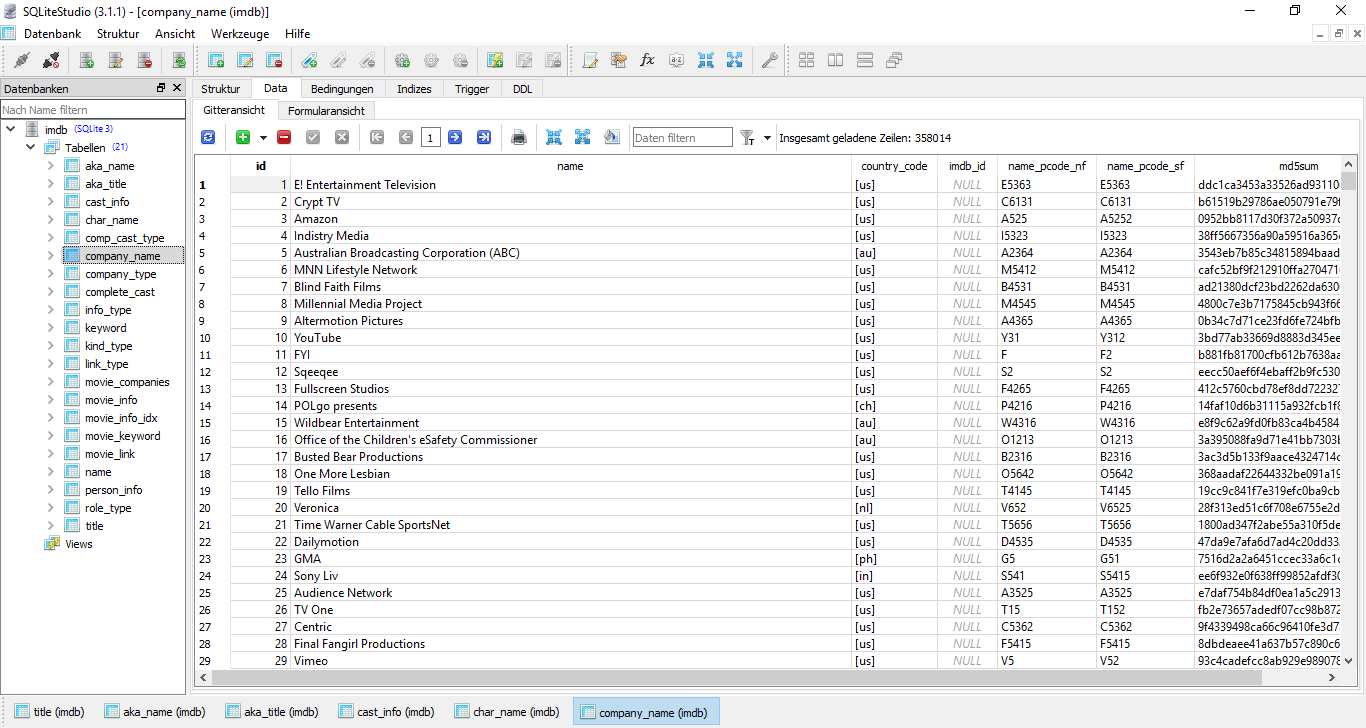 SQLiteStudio (3.1.1) - [company_name (imdb)]
Datenbank Struktur Ansicht Werkzeuge Hilfe
Datenbanken
Nach Name filtern
imdb (SQLite 3)
Tabellen (21)
aka_name
aka_title
cast_info
char_name
comp_cast_type
company_name
company_type
complete_cast
info_type
keyword
kind_type
link_type
movie_companies
movie_info
movie_info_idx
movie_keyword
movie_link
name
person_info
role_type
title
Views
Struktur Data Bedingungen Indizes Trigger DDL
Gitteransicht Formularansicht
1 Daten filtern Insgesamt geladene Zeilen: 358014
id name country_code imdb_id name_pcode_nf name_pcode_sf md5sum
1 1 E! Entertainment Television [us] NULL E5363 E5363 ddc1ca3453a33526ad93110
2 2 Crypt TV [us] NULL C6131 C6131 b61519b29786ae050791e79f
3 3 Amazon [us] NULL A525 A5252 0952bb8117d30f372a50937c
4 4 Indistry Media [us] NULL I5323 I5323 38ff5667356a90a59516a365
5 5 Australian Broadcasting Corporation (ABC) [au] NULL A2364 A2364 3543eb7b85c34815894baad
6 6 MNN Lifestyle Network [us] NULL M5412 M5412 cafc52bf9f212910ffa270471
7 7 Blind Faith Films [us] NULL B4531 B4531 ad21380dcf23bd2262da630
8 8 Millennial Media Project [us] NULL M4545 M4545 4800c7e3b7175845cb943f66
9 9 Altermotion Pictures [us] NULL A4365 A4365 0b34c7d71ce23fd6fe724bfb
10 10 YouTube [us] NULL Y31 Y312 3bd77ab33669d8883d345ee
11 11 FYI [us] NULL F F2 b881fb81700cfb612b7638aa
12 12 Sqeeqee [us] NULL S2 S2 eecc50aef6f4ebaff2b9fc530
13 13 Fullscreen Studios [us] NULL F4265 F4265 412c5760cbd78ef8dd722327
14 14 POLgo presents [ch] NULL P4216 P4216 14faf10d6b31115a932fcb1f8
15 15 Wildbear Entertainment [au] NULL W4316 W4316 e8f9c62a9fd0fb83ca4b4584
16 16 Office of the Children's eSafety Commissioner [au] NULL O1213 O1213 3a395088fa9d71e41bb7303b
17 17 Busted Bear Productions [us] NULL B2316 B2316 3ac3d5b133f9aace4324714c
18 18 One More Lesbian [us] NULL O5642 O5642 368aadaf22644332be091a19
19 19 Tello Films [us] NULL T4145 T4145 19cc9c841f7e319efc0ba9cb
20 20 Veronica [nl] NULL V652 V6525 28f313ed51c6f708e6755e2d
21 21 Time Warner Cable SportsNet [us] NULL T5656 T5656 1800ad347f2abe55a310f5de
22 22 Dailymotion [us] NULL D4535 D4535 47da9e7afa6d7ad4c20dd33
23 23 GMA [ph] NULL G5 G51 7516d2a2a6451ccec33a6c1c
24 24 Sony Liv [in] NULL S541 S5415 ee6f932e0f638ff99852afdf30
25 25 Audience Network [us] NULL A3525 A3525 e7daf754b84df0ea1a5c2913
26 26 TV One [us] NULL T15 T152 fb2e73657adedf07cc98b872
27 27 Centric [us] NULL C5362 C5362 9f4339498ca66c96410fe3d7
28 28 Final Fangirl Productions [us] NULL F5415 F5415 8dbdeaee41a637b57c890c6
29 29 Vimeo [us] NULL V5 V52 93c4cadefcc8ab929e989078
title (imdb) aka_name (imdb) aka_title (imdb) cast_info (imdb) char_name (imdb) company_name (imdb)